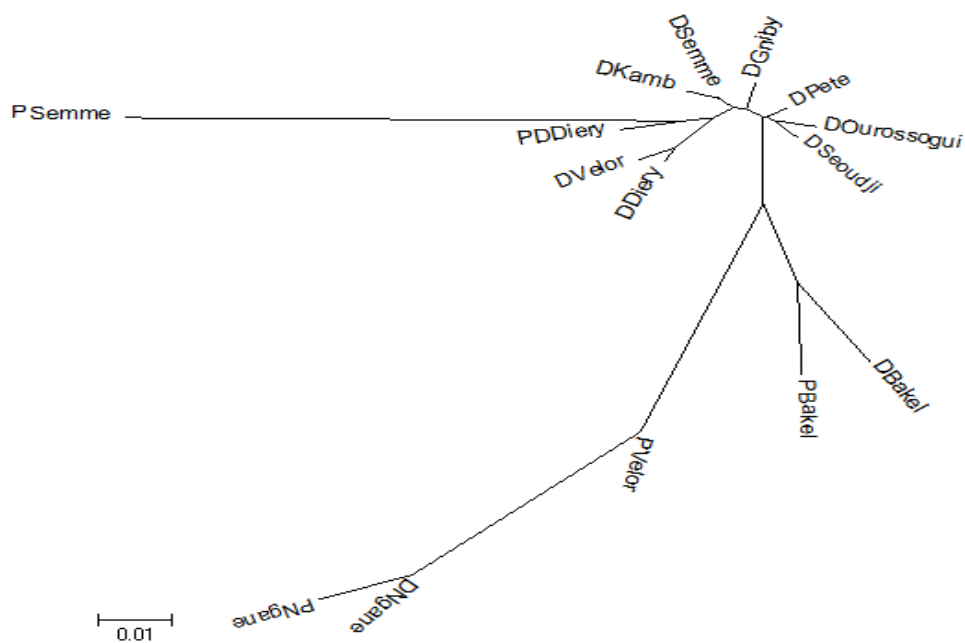 DSemme
DGniby
DKamb
DPete
PSemme
DOurossogui
PDDiery
DSeoudji
DVelor
DDiery
DBakel
PBakel
PVelor
DNgane
PNgane
0.01